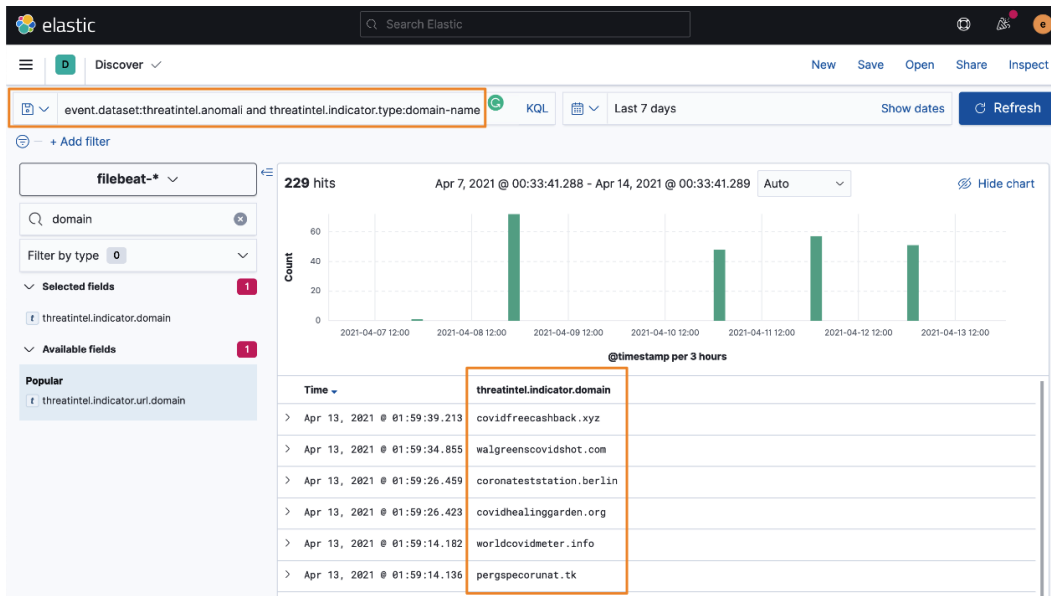 elastic
Search Elastic
e
D
Discover
New Save Open Share Inspect
event.dataset:threatintel.anomali and threatintel.indicator.type:domain-name
KQL
Last 7 days
Show dates
Refresh
+ Add filter
filebeat-*
229 hits
Apr 7, 2021 @ 00:33:41.288 - Apr 14, 2021 @ 00:33:41.289
Auto
Hide chart
domain
Filter by type 0
Selected fields 1
t threatintel.indicator.domain
Available fields 1
Popular
t threatintel.indicator.url.domain
Count
60
40
20
0
2021-04-07 12:00 2021-04-08 12:00 2021-04-09 12:00 2021-04-10 12:00 2021-04-11 12:00 2021-04-12 12:00 2021-04-13 12:00
@timestamp per 3 hours
Time threatintel.indicator.domain
Apr 13, 2021 @ 01:59:39.213 covidfreecashback.xyz
Apr 13, 2021 @ 01:59:34.855 walgreenscovidshot.com
Apr 13, 2021 @ 01:59:26.459 coronateststation.berlin
Apr 13, 2021 @ 01:59:26.423 covidhealinggarden.org
Apr 13, 2021 @ 01:59:14.182 worldcovidmeter.info
Apr 13, 2021 @ 01:59:14.136 pergspecorunat.tk